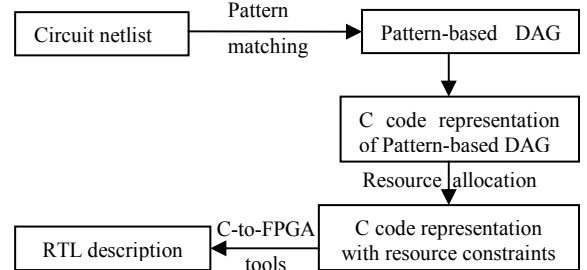 Circuit netlist
Pattern
matching
Pattern-based DAG
C code representation
of Pattern-based DAG
Resource allocation
C code representation
with resource constraints
C-to-FPGA
tools
RTL description